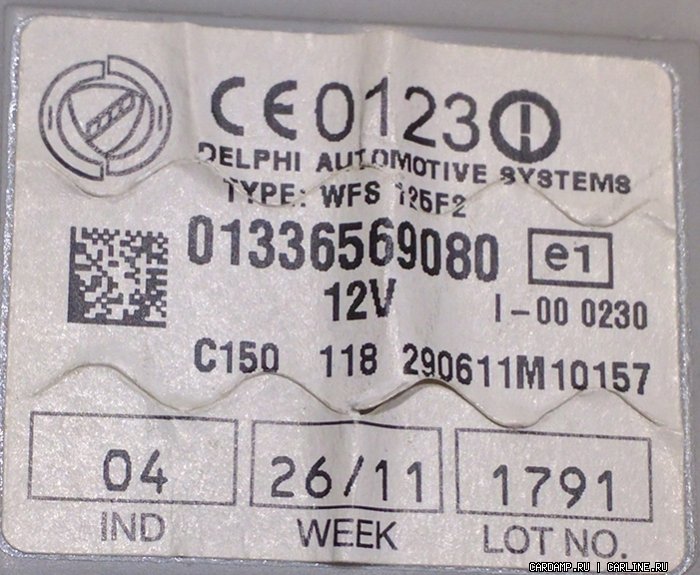 CE0123
DELPHI AUTOMOTIVE SYSTEMS
TYPE: WFS 125F2
01336569080
e1
12V
I-00 0230
C150 118 290611M10157
04
26/11
1791
IND
WEEK
LOT NO.
CARDAMP.RU | CARLINE.RU